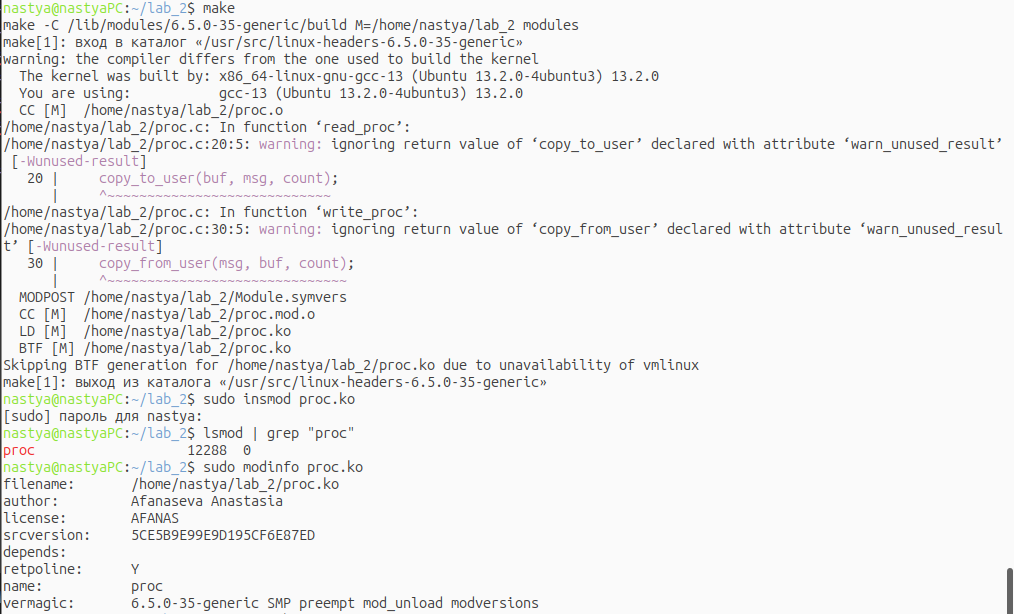 nastya@nastyaPC:~/lab_2$ make
make -C /lib/modules/6.5.0-35-generic/build M=/home/nastya/lab_2 modules
make[1]: вход в каталог «/usr/src/linux-headers-6.5.0-35-generic»
warning: the compiler differs from the one used to build the kernel
  The kernel was built by: x86_64-linux-gnu-gcc-13 (Ubuntu 13.2.0-4ubuntu3) 13.2.0
  You are using:           gcc-13 (Ubuntu 13.2.0-4ubuntu3) 13.2.0
  CC [M]  /home/nastya/lab_2/proc.o
/home/nastya/lab_2/proc.c: In function ‘read_proc’:
/home/nastya/lab_2/proc.c:20:5: warning: ignoring return value of ‘copy_to_user’ declared with attribute ‘warn_unused_result’
 [-Wunused-result]
   20 |     copy_to_user(buf, msg, count);
      |     ^~~~~~~~~~~~~~~~~~~~~~~~~~~~~
/home/nastya/lab_2/proc.c: In function ‘write_proc’:
/home/nastya/lab_2/proc.c:30:5: warning: ignoring return value of ‘copy_from_user’ declared with attribute ‘warn_unused_resul
t’ [-Wunused-result]
   30 |     copy_from_user(msg, buf, count);
      |     ^~~~~~~~~~~~~~~~~~~~~~~~~~~~~~~
  MODPOST /home/nastya/lab_2/Module.symvers
  CC [M]  /home/nastya/lab_2/proc.mod.o
  LD [M]  /home/nastya/lab_2/proc.ko
  BTF [M] /home/nastya/lab_2/proc.ko
Skipping BTF generation for /home/nastya/lab_2/proc.ko due to unavailability of vmlinux
make[1]: выход из каталога «/usr/src/linux-headers-6.5.0-35-generic»
nastya@nastyaPC:~/lab_2$ sudo insmod proc.ko
[sudo] пароль для nastya:
nastya@nastyaPC:~/lab_2$ lsmod | grep "proc"
proc                   12288  0
nastya@nastyaPC:~/lab_2$ sudo modinfo proc.ko
filename:       /home/nastya/lab_2/proc.ko
author:         Afanaseva Anastasia
license:        AFANAS
srcversion:     5CE5B9E99E9D195CF6E87ED
depends:
retpoline:      Y
name:           proc
vermagic:       6.5.0-35-generic SMP preempt mod_unload modversions